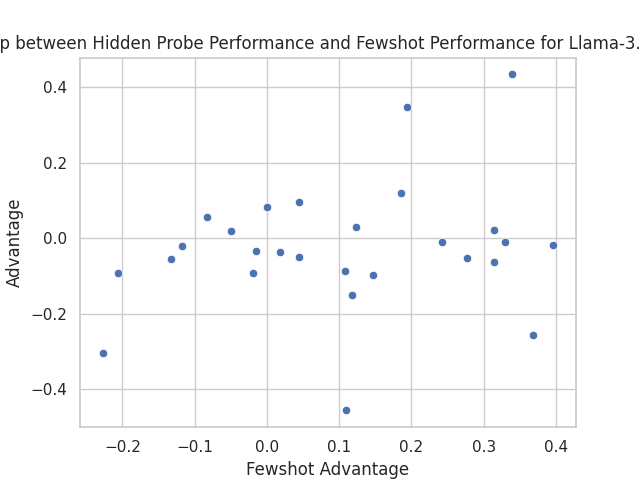 p between Hidden Probe Performance and Fewshot Performance for Llama-3.
0.4
0.2
0.0
−0.2
−0.4
Advantage
−0.2 −0.1 0.0 0.1 0.2 0.3 0.4
Fewshot Advantage